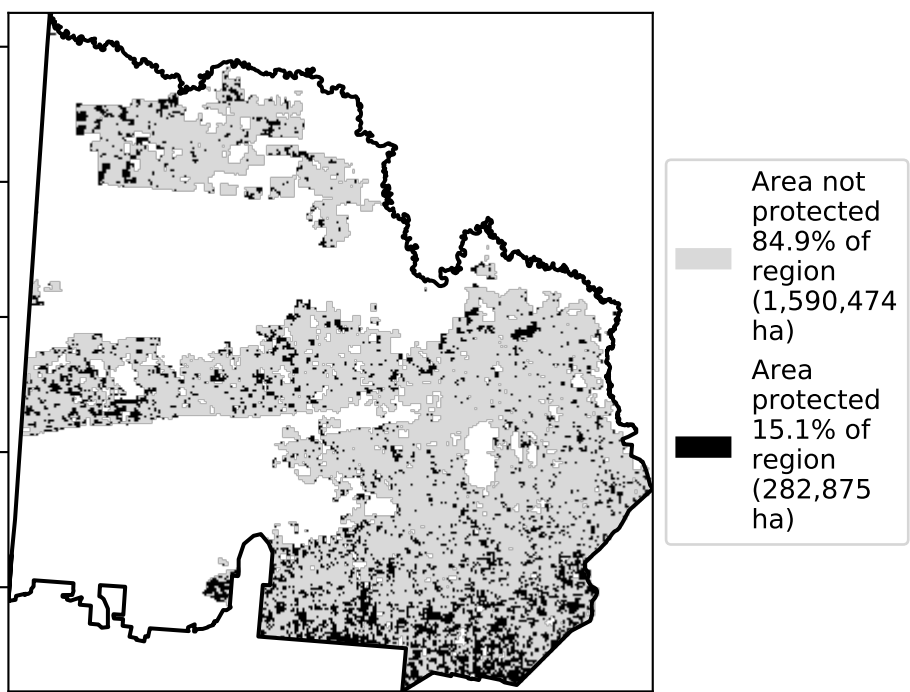 Area not
protected
84.9% of
region
(1,590,474
ha)
Area
protected
15.1% of
region
(282,875
ha)